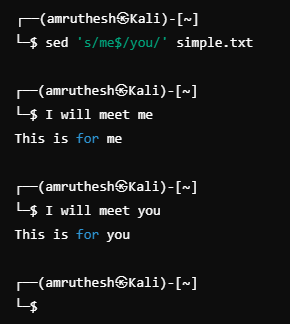 ┌──(amruthesh㉿Kali)-[~]
└─$ sed 's/me$/you/' simple.txt
┌──(amruthesh㉿Kali)-[~]
└─$ I will meet me
This is for me
┌──(amruthesh㉿Kali)-[~]
└─$ I will meet you
This is for you
┌──(amruthesh㉿Kali)-[~]
└─$